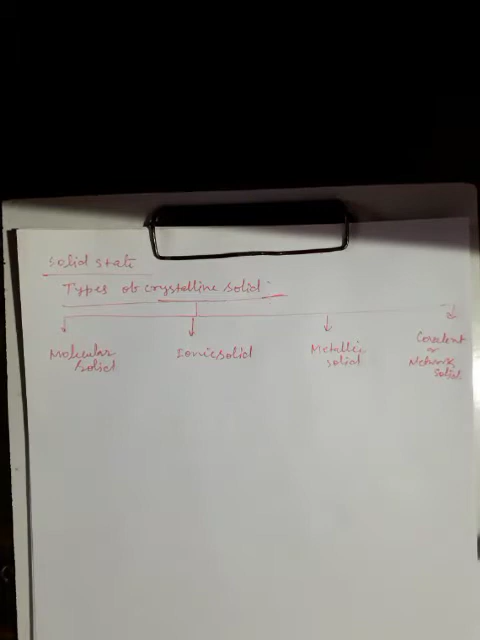 Solid state
Types of crystalline solid:
Molecular
solid
Ionic solid
Metallic
solid
Covalent
or
Network
solid